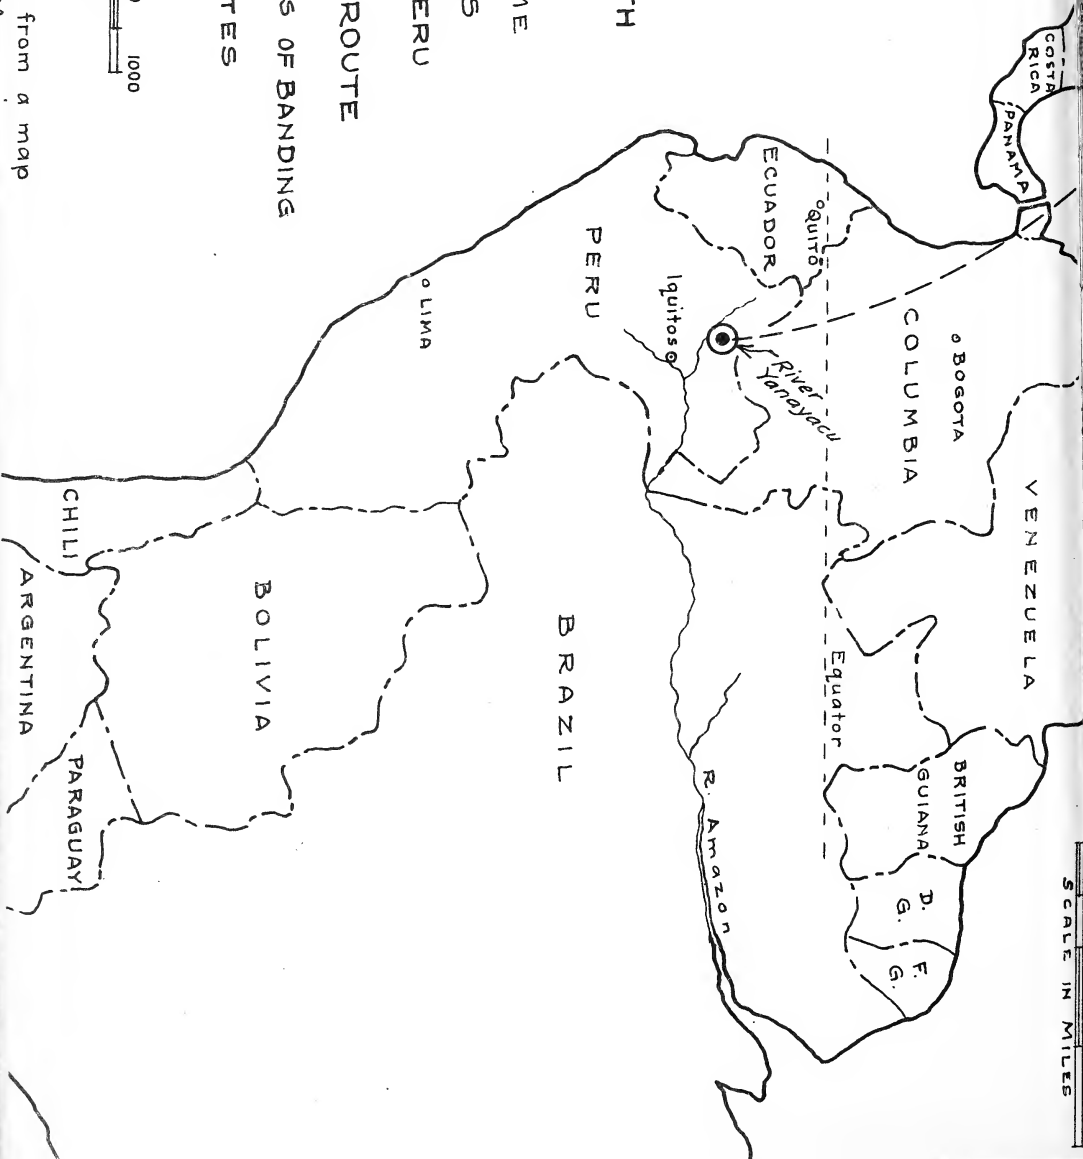 TH
ME
S
ERU
ROUTE
S OF BANDING
TES
1000
from a map
COSTA
RICA
PANAMA
ECUADOR
QUITO
PERU
Iquitos
LIMA
River
Yanayacu
COLUMBIA
BOGOTA
VENEZUELA
Equator
BRITISH
GUIANA
D.
G.
F.
G.
R. Amazon
BRAZIL
BOLIVIA
CHILI
ARGENTINA
PARAGUAY
SCALE IN MILES